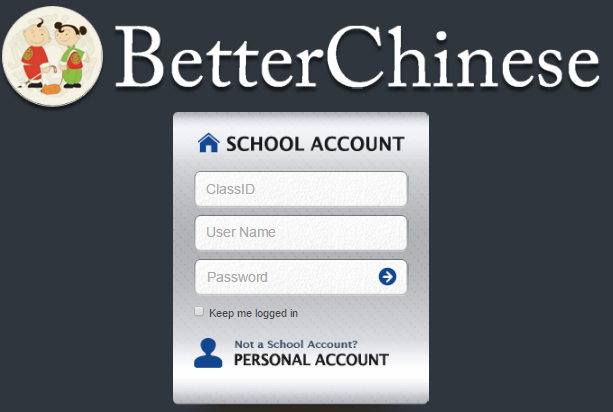 BetterChinese
SCHOOL ACCOUNT
ClassID
User Name
Password
Keep me logged in
Not a School Account?
PERSONAL ACCOUNT